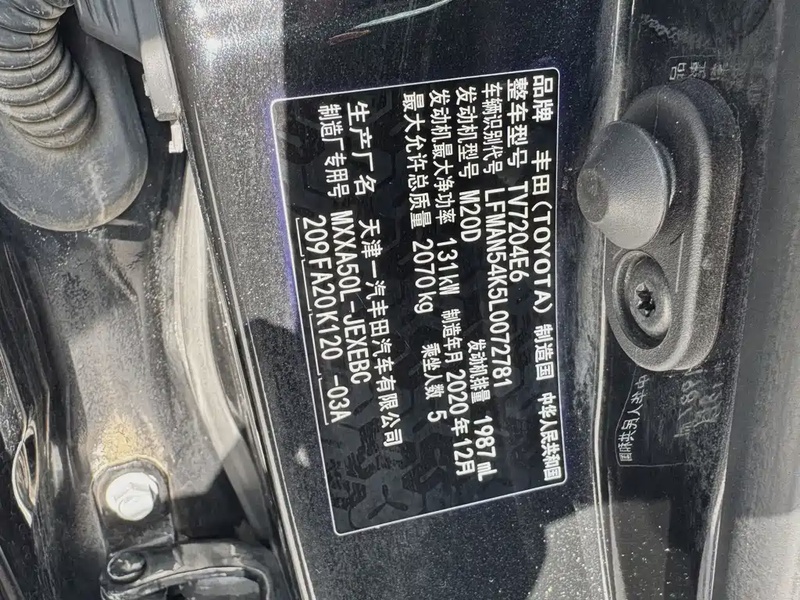 品牌 丰田(TOYOTA) 制造国 中华人民共和国
整车型号 TV7204E6
车辆识别代号 LFMAN54K5L0072781
发动机型号 M20D 发动机排量 1987 mL
发动机最大净功率 131kW 制造年月 2020 年 12月
最大允许总质量 2070kg 乘坐人数 5
生产厂名 天津一汽丰田汽车有限公司
制造厂专用号 MXXA50L-JEXEBC
209FA20K120 -03A